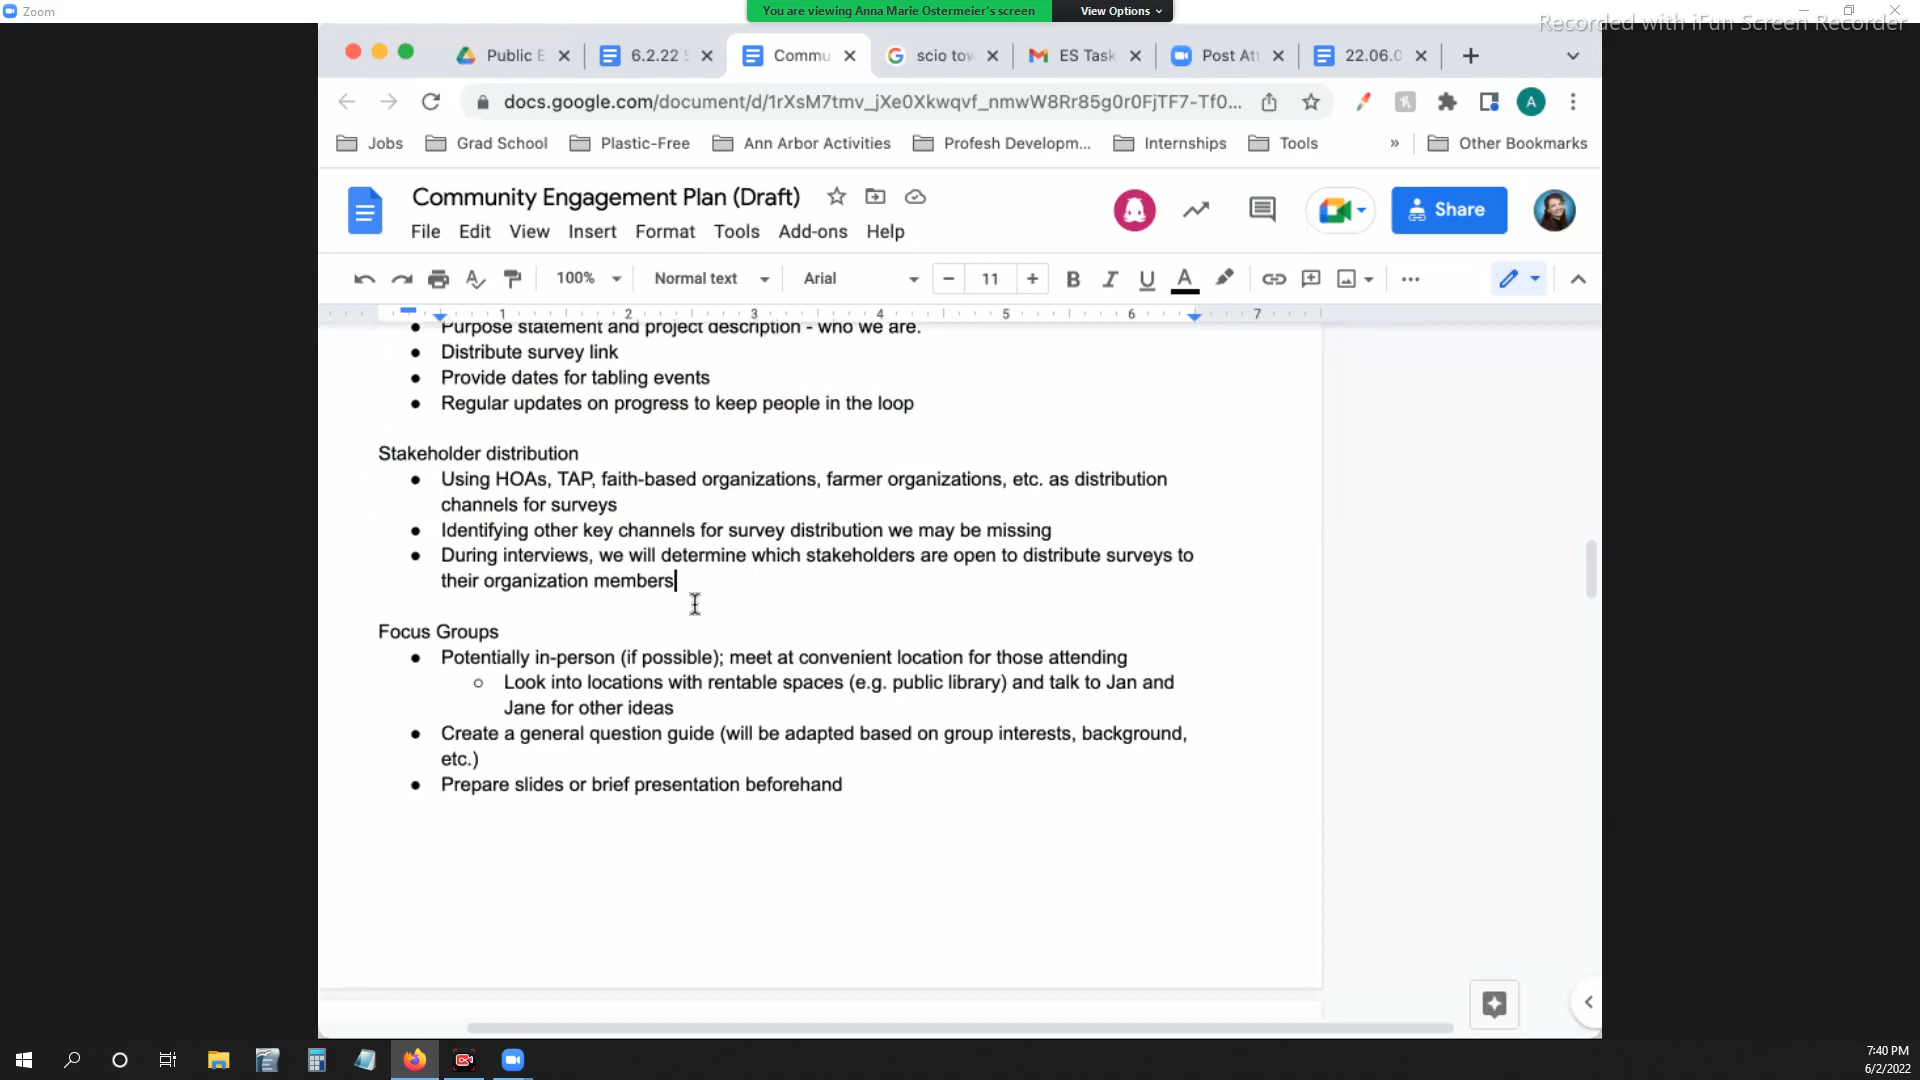 Zoom
You are viewing Anna Marie Ostermeier's screen View Options
Recorded with iFun Screen Recorder
Public E 6.2.22 S Commu scio tow ES Task Post Att 22.06.0
docs.google.com/document/d/1rXsM7tmv_jXe0Xkwqvf_nmwW8Rr85g0r0FjTF7-Tf0... A
Jobs Grad School Plastic-Free Ann Arbor Activities Profesh Developm... Internships Tools » Other Bookmarks
Community Engagement Plan (Draft)
Share
File Edit View Insert Format Tools Add-ons Help
100% Normal text Arial − 11 + B I U A
1 2 3 4 5 6 7
● Purpose statement and project description - who we are.
● Distribute survey link
● Provide dates for tabling events
● Regular updates on progress to keep people in the loop
Stakeholder distribution
● Using HOAs, TAP, faith-based organizations, farmer organizations, etc. as distribution
channels for surveys
● Identifying other key channels for survey distribution we may be missing
● During interviews, we will determine which stakeholders are open to distribute surveys to
their organization members
Focus Groups
● Potentially in-person (if possible); meet at convenient location for those attending
○ Look into locations with rentable spaces (e.g. public library) and talk to Jan and
Jane for other ideas
● Create a general question guide (will be adapted based on group interests, background,
etc.)
● Prepare slides or brief presentation beforehand
7:40 PM
6/2/2022